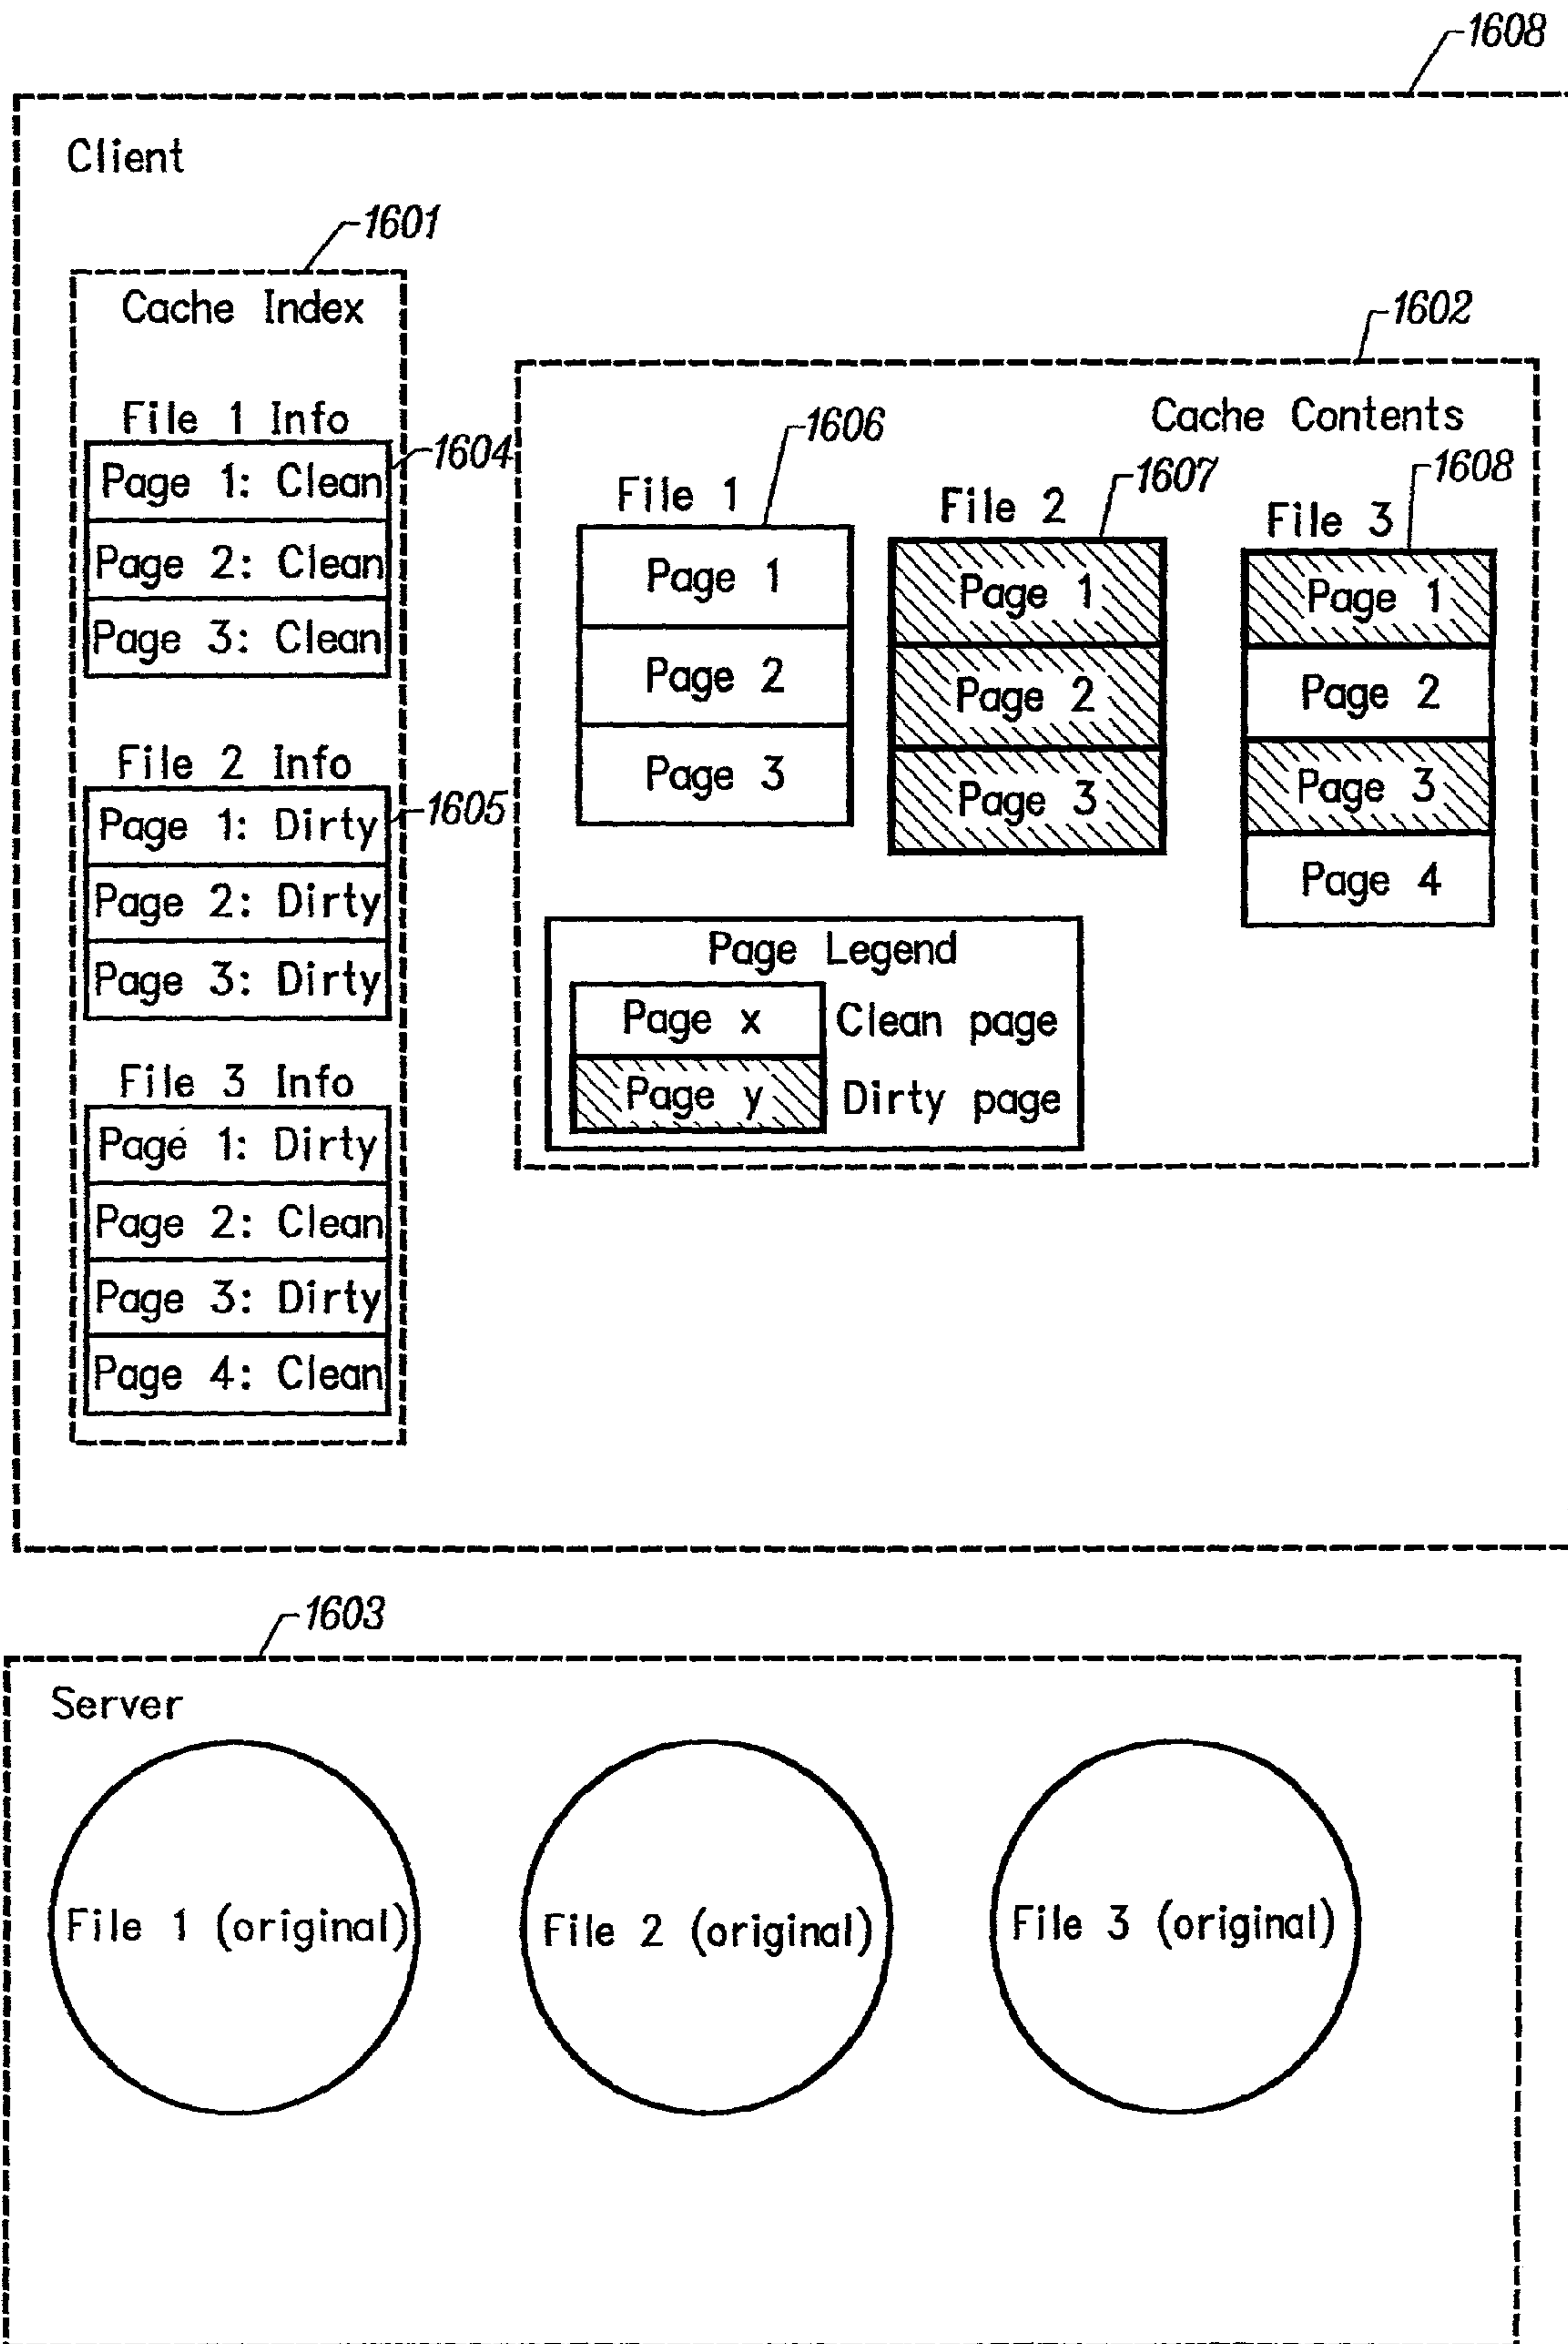 1608
Client
1601
Cache Index
File 1 Info
1604
Page 1: Clean
Page 2: Clean
Page 3: Clean
File 2 Info
1605
Page 1: Dirty
Page 2: Dirty
Page 3: Dirty
File 3 Info
Page 1: Dirty
Page 2: Clean
Page 3: Dirty
Page 4: Clean
1602
Cache Contents
1606
File 1
Page 1
Page 2
Page 3
1607
File 2
Page 1
Page 2
Page 3
1608
File 3
Page 1
Page 2
Page 3
Page 4
Page Legend
Page x Clean page
Page y Dirty page
1603
Server
File 1 (original)
File 2 (original)
File 3 (original)